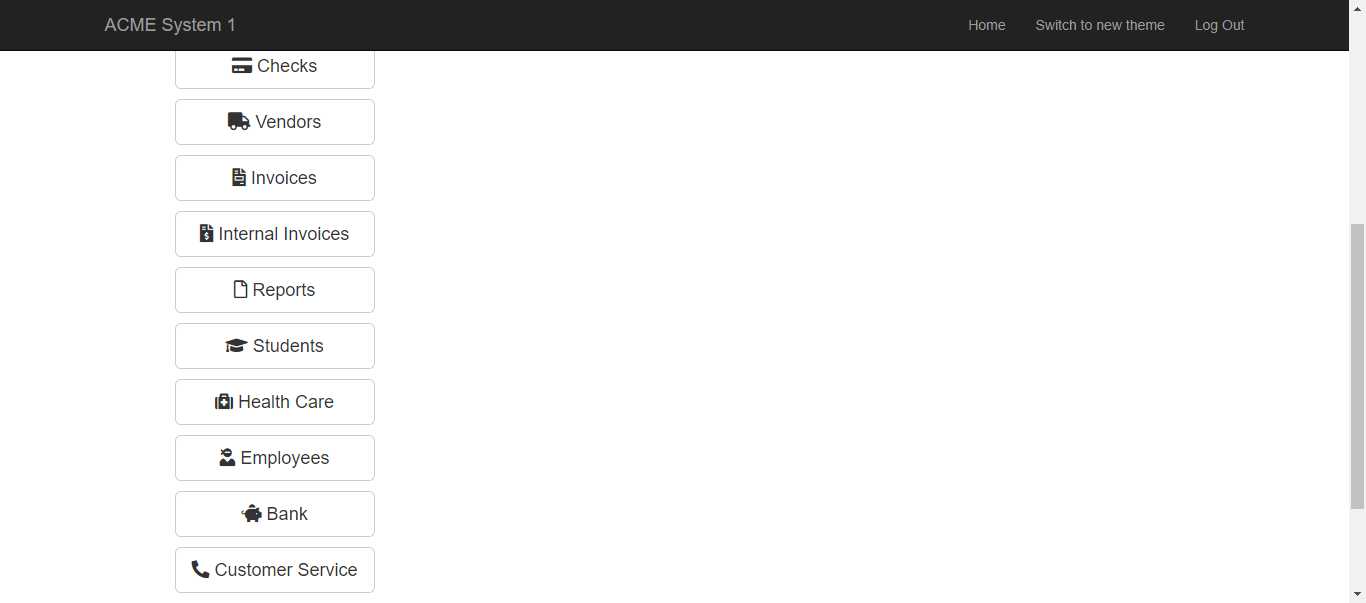 ACME System 1
Home
Switch to new theme
Log Out
Checks
Vendors
Invoices
Internal Invoices
Reports
Students
Health Care
Employees
Bank
Customer Service